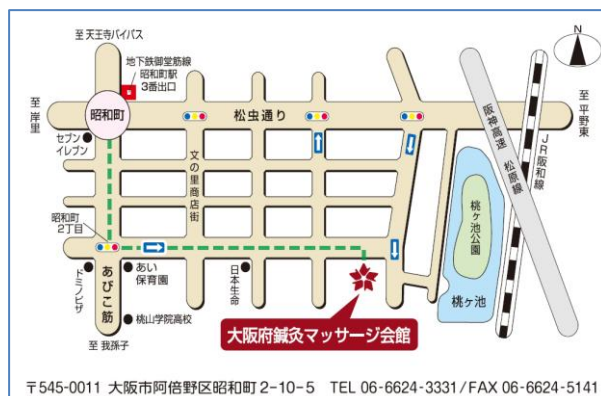 至天王寺バイパス
N
地下鉄御堂筋線
昭和町駅
3番出口
至岸里
昭和町
松虫通り
至平野東
セブン
イレブン
文の里商店街
阪神高速 松原線
JR阪和線
昭和町
2丁目
桃ヶ池公園
ドミノピザ
あびこ筋
あい
保育園
日本生命
桃ヶ池
桃山学院高校
大阪府鍼灸マッサージ会館
至 我孫子
〒545-0011 大阪市阿倍野区昭和町2-10-5 TEL 06-6624-3331/FAX 06-6624-5141